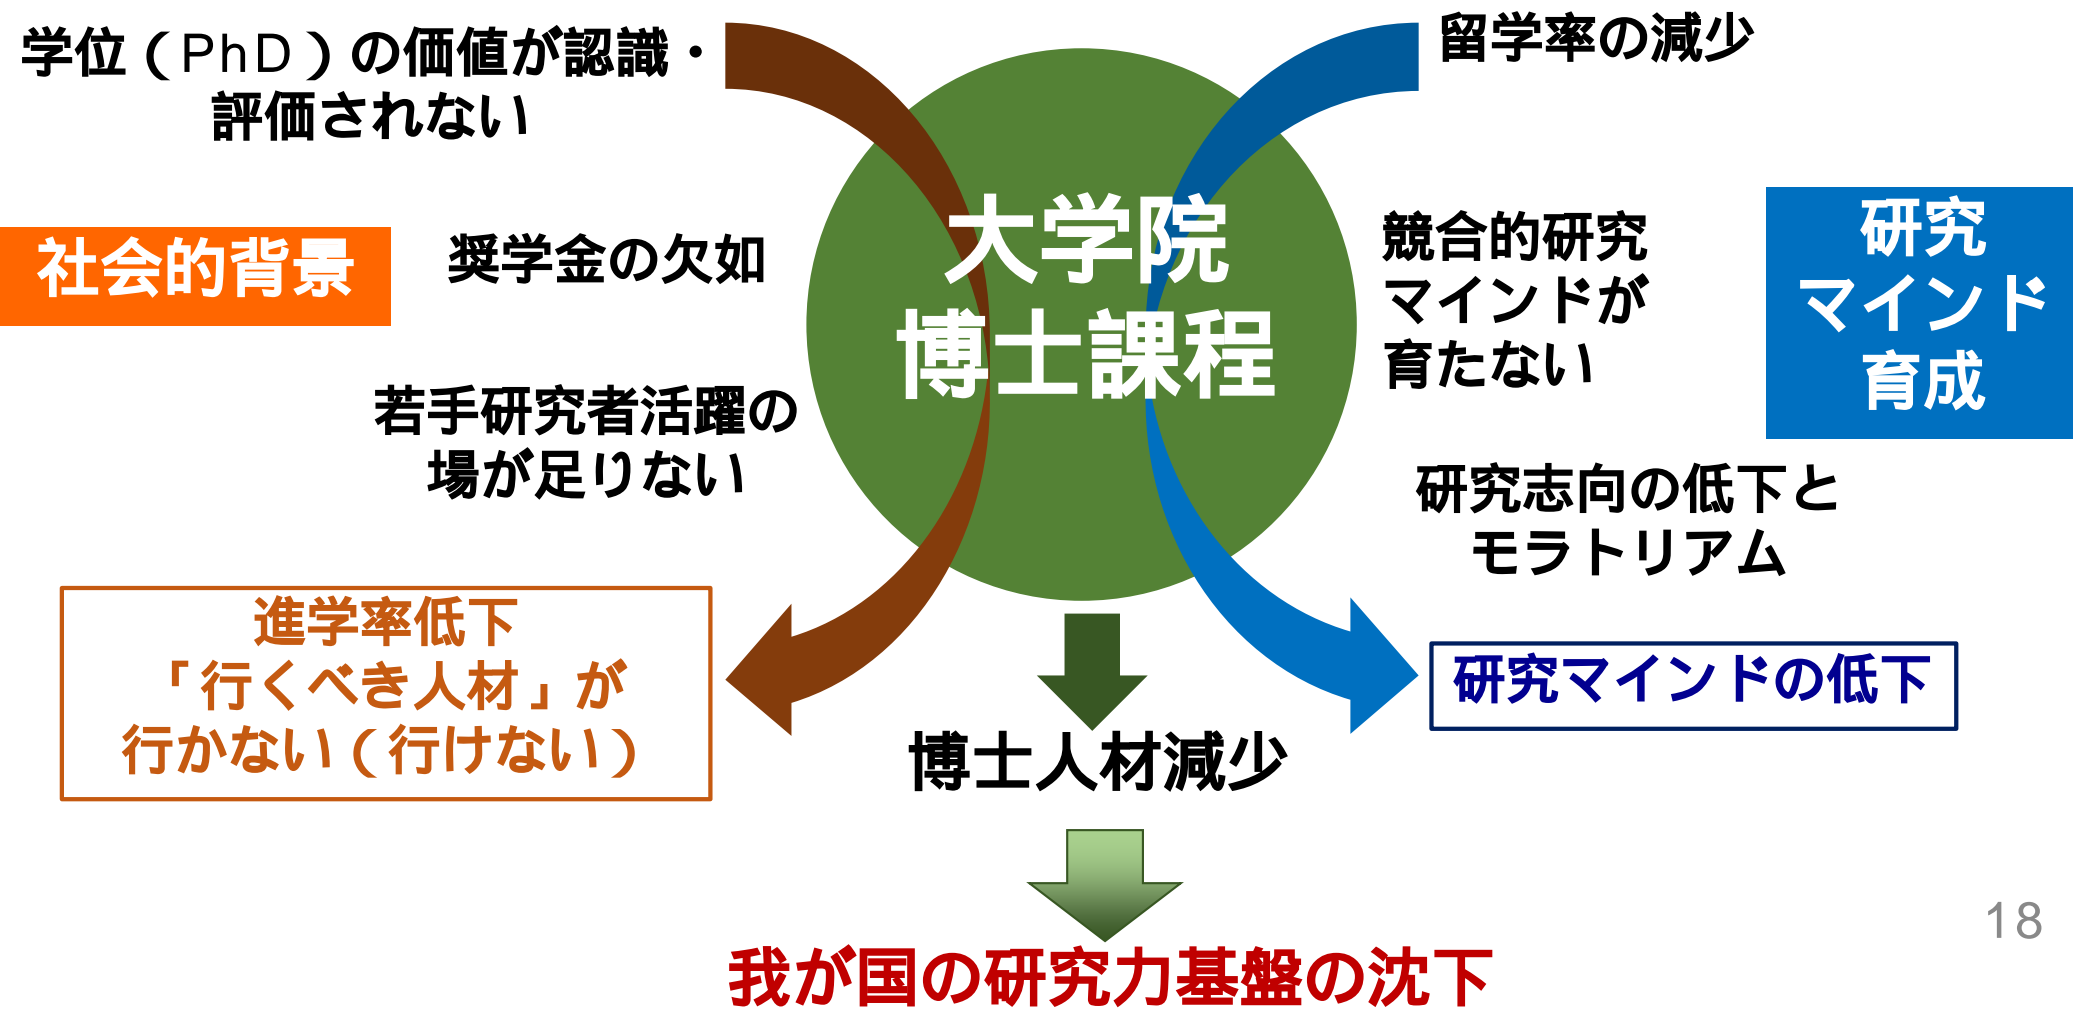 学位（PhD）の価値が認識・
評価されない
社会的背景
奨学金の欠如
若手研究者活躍の
場が足りない
進学率低下
「行くべき人材」が
行かない（行けない）
大学院
博士課程
留学率の減少
競合的研究
マインドが
育たない
研究
マインド
育成
研究志向の低下と
モラトリアム
研究マインドの低下
博士人材減少
我が国の研究力基盤の沈下
18